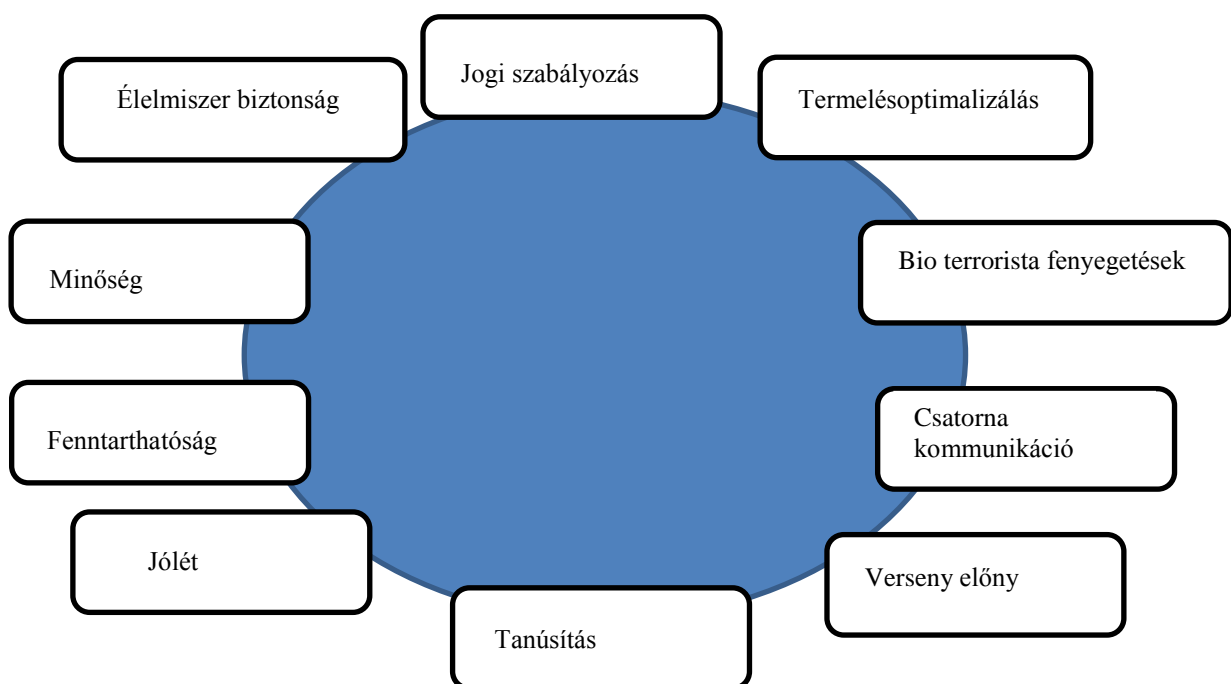 Jogi szabályozás
Élelmiszer biztonság
Termelésoptimalizálás
Minőség
Bio terrorista fenyegetések
Fenntarthatóság
Csatorna
kommunikáció
Jólét
Verseny előny
Tanúsítás